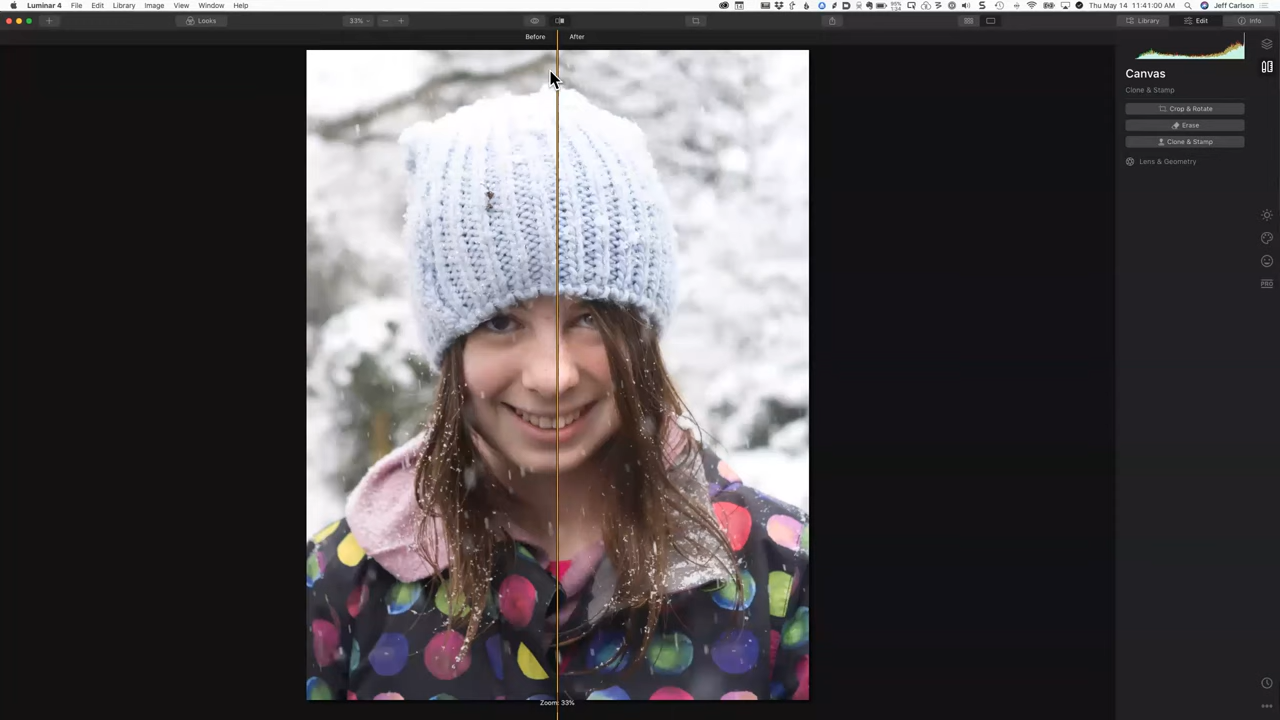 Luminar 4 File Edit Library Image View Window Help Thu May 14 11:41:00 AM Jeff Carlson
Looks 33% Library Edit Info
Before After
Canvas
Clone & Stamp
Crop & Rotate
Erase
Clone & Stamp
Lens & Geometry
PRO
Zoom: 33%